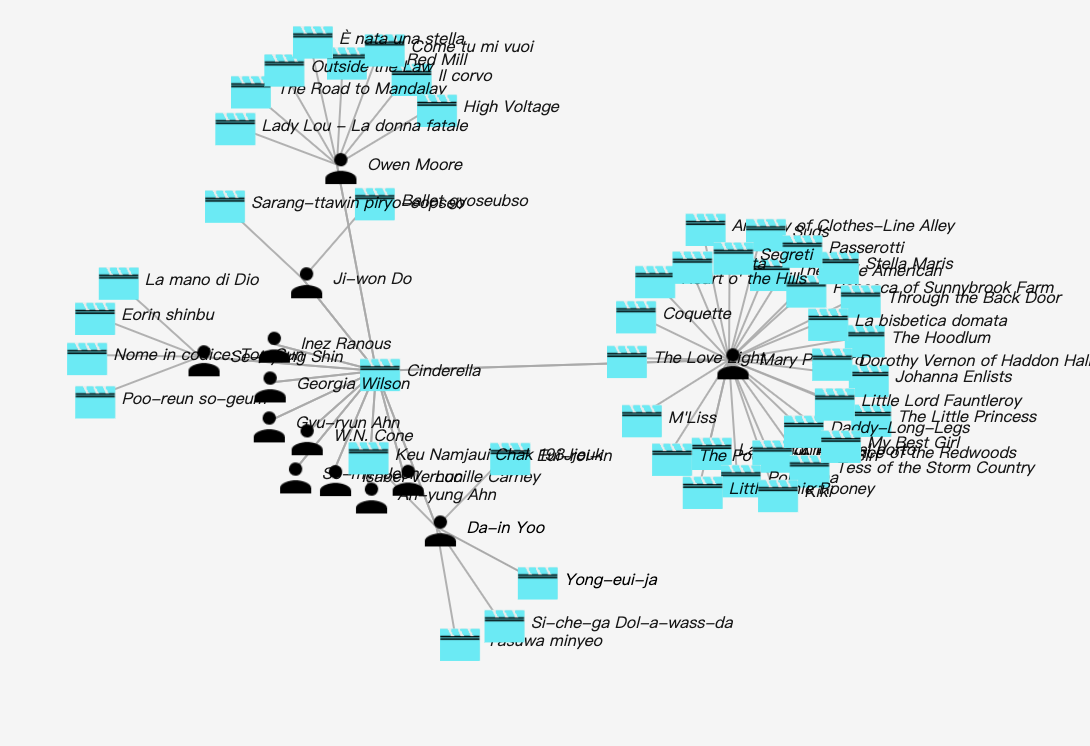 È nata una stella
Come tu mi vuoi
Red Mill
Outside the Law
Il corvo
The Road to Mandalay
High Voltage
Lady Lou – La donna fatale
Owen Moore
Sarang-ttawin piryo-eopseo
Ballet gyoseubso
Ji-won Do
La mano di Dio
Eorin shinbu
Inez Ranous
Nome in codice:
Shin
Poo-reun so-geum
Georgia Wilson
Cinderella
Gyu-ryun Ahn
W.N. Cone
Keu Namjaui Chak '98
Isabel Vernon
Lucille Carney
Ah-yung Ahn
Da-in Yoo
Yong-eui-ja
Si-che-ga Dol-a-wass-da
Yasuwa minyeo
of Clothes-Line Alley
Suds
Passerotti
Segreti
Stella Maris
American
Heart o' the Hills
of Sunnybrook Farm
Through the Back Door
Coquette
La bisbetica domata
The Hoodlum
The Love Light
Mary
Dorothy Vernon of Haddon Hall
Johanna Enlists
Little Lord Fauntleroy
M'Liss
The Little Princess
Daddy-Long-Legs
My Best Girl
of the Redwoods
The
Tess of the Storm Country
Rooney
Kiki